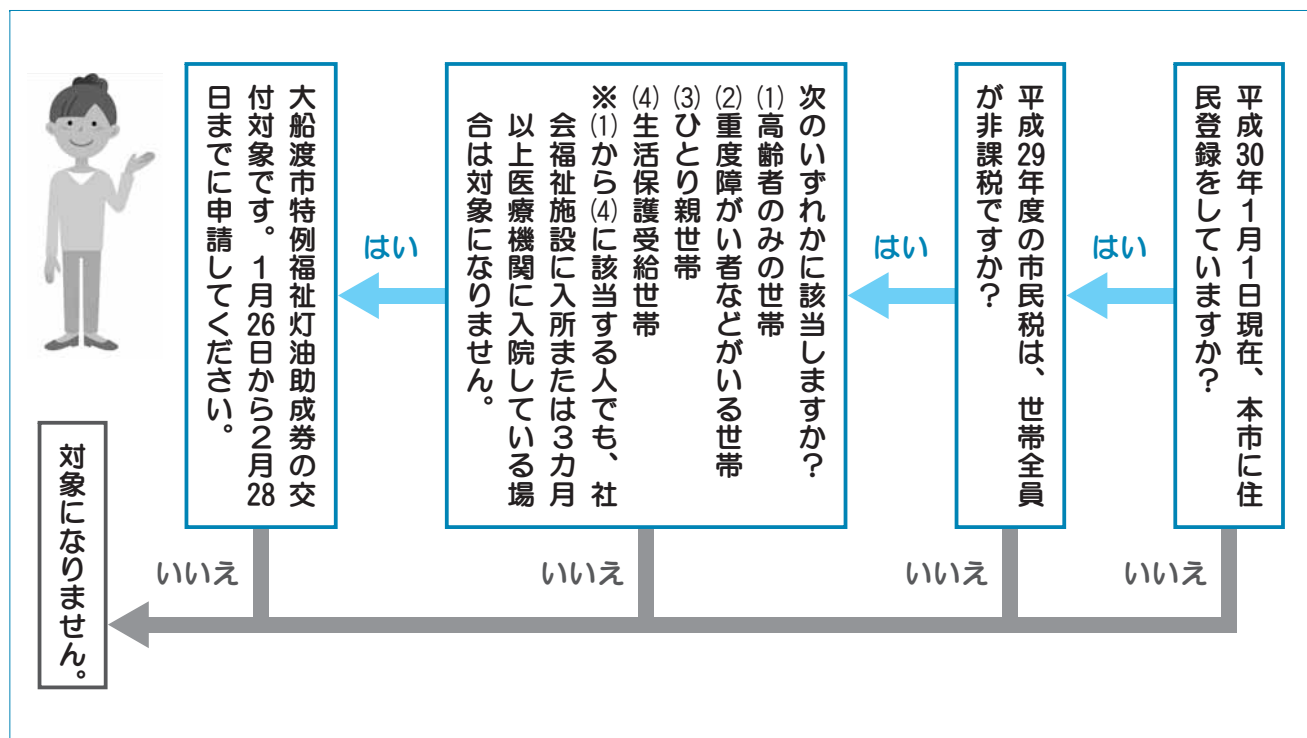 平成30年１月１日現在、本市に住
民登録をしていますか？
はい
いいえ
平成29年度の市民税は、世帯全員
が非課税ですか？
はい
いいえ
次のいずれかに該当しますか？
⑴高齢者のみの世帯
⑵重度障がい者などがいる世帯
⑶ひとり親世帯
⑷生活保護受給世帯
※⑴から⑷に該当する人でも、社
会福祉施設に入所または３カ月
以上医療機関に入院している場
合は対象になりません。
はい
いいえ
大船渡市特例福祉灯油助成券の交
付対象です。１月26日から２月28
日までに申請してください。
いいえ
対象になりません。